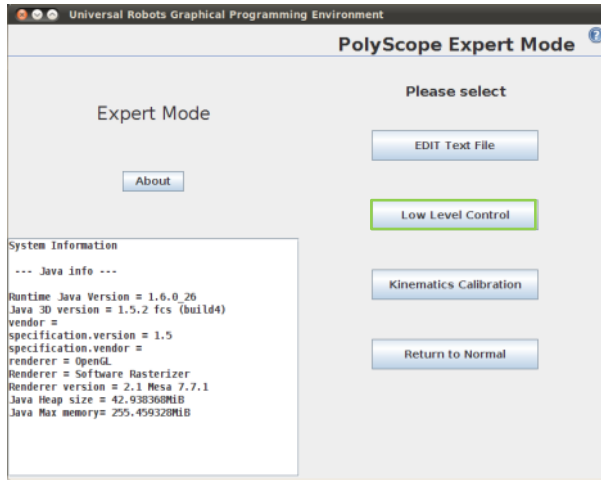 Universal Robots Graphical Programming Environment
PolyScope Expert Mode
?
Please select
Expert Mode
EDIT Text File
About
Low Level Control
System Information
--- Java info ---
Kinematics Calibration
Runtime Java Version = 1.6.0_26
Java 3D version = 1.5.2 fcs (build4)
vendor =
specification.version = 1.5
specification.vendor =
renderer = OpenGL
Return to Normal
Renderer = Software Rasterizer
Renderer version = 2.1 Mesa 7.7.1
Java Heap size = 42.938368MiB
Java Max memory= 255.459328MiB